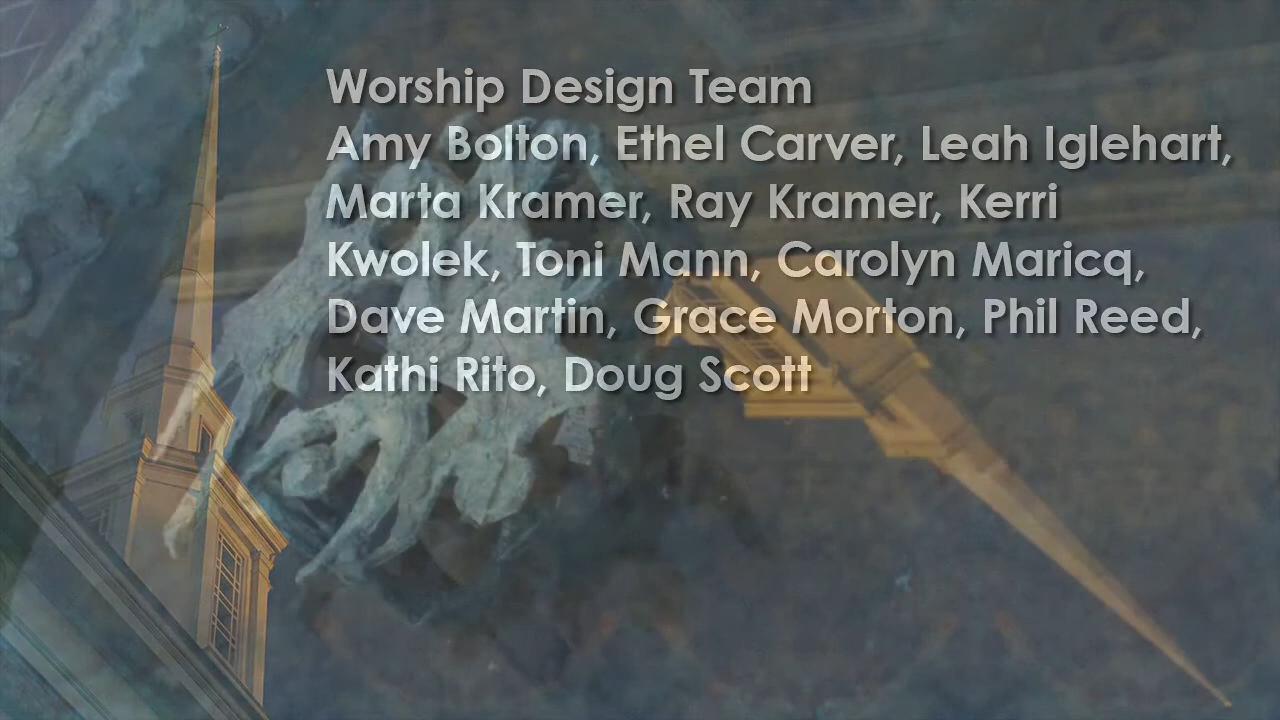 Worship Design Team
Amy Bolton, Ethel Carver, Leah Iglehart,
Marta Kramer, Ray Kramer, Kerri
Kwolek, Toni Mann, Carolyn Maricq,
Dave Martin, Grace Morton, Phil Reed,
Kathi Rito, Doug Scott